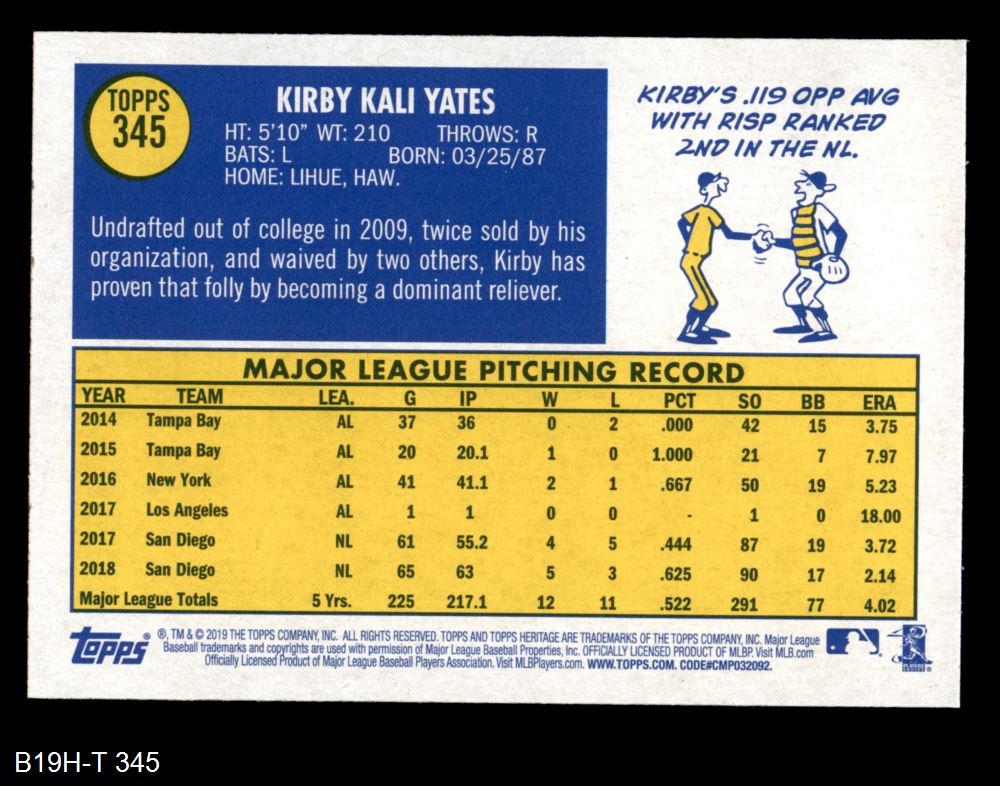 TOPPS
345
KIRBY KALI YATES
HT: 5'10" WT: 210 THROWS: R
BATS: L BORN: 03/25/87
HOME: LIHUE, HAW.
Undrafted out of college in 2009, twice sold by his
organization, and waived by two others, Kirby has
proven that folly by becoming a dominant reliever.
KIRBY'S .119 OPP AVG
WITH RISP RANKED
2ND IN THE NL.
MAJOR LEAGUE PITCHING RECORD
YEAR TEAM LEA. G IP W L PCT SO BB ERA
2014 Tampa Bay AL 37 36 0 2 .000 42 15 3.75
2015 Tampa Bay AL 20 20.1 1 0 1.000 21 7 7.97
2016 New York AL 41 41.1 2 1 .667 50 19 5.23
2017 Los Angeles AL 1 1 0 0 - 1 0 18.00
2017 San Diego NL 61 55.2 4 5 .444 87 19 3.72
2018 San Diego NL 65 63 5 3 .625 90 17 2.14
Major League Totals 5 Yrs. 225 217.1 12 11 .522 291 77 4.02
topps®
®, TM & © 2019 THE TOPPS COMPANY, INC. ALL RIGHTS RESERVED. TOPPS AND TOPPS HERITAGE ARE TRADEMARKS OF THE TOPPS COMPANY, INC. Major League
Baseball trademarks and copyrights are used with permission of Major League Baseball Properties, Inc. OFFICIALLY LICENSED PRODUCT OF MLBP. Visit MLB.com
Officially Licensed Product of Major League Baseball Players Association. Visit MLBPlayers.com. WWW.TOPPS.COM. CODE#CMP032092.
PLAYERS
CHOICE
B19H-T 345